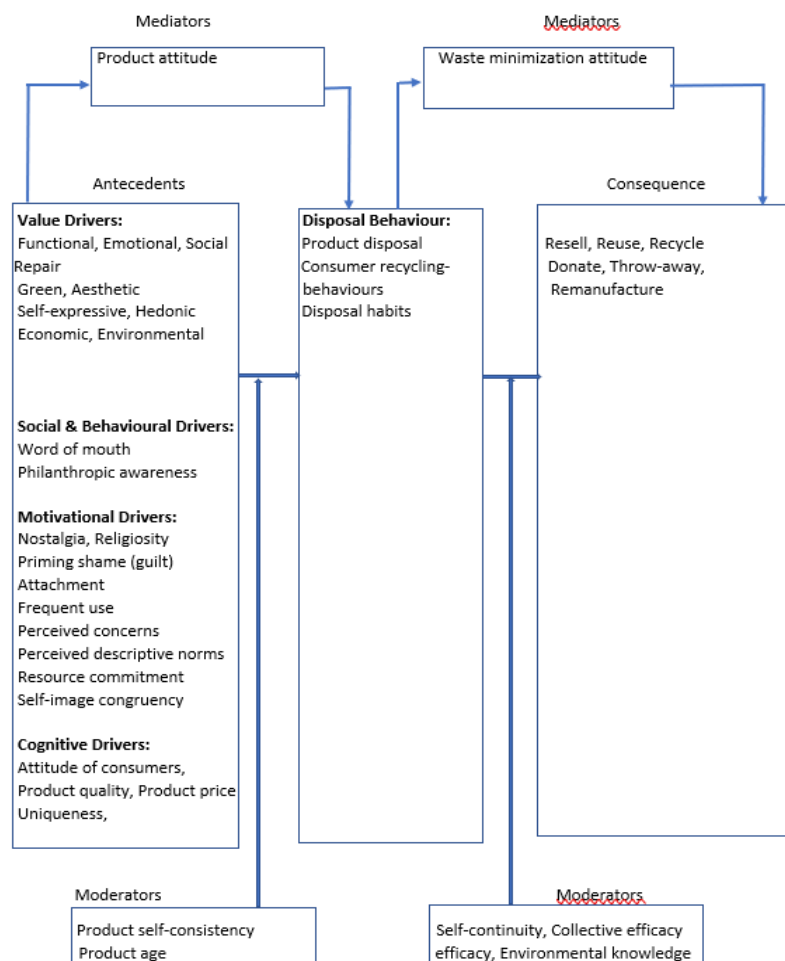 Mediators
Mediators
Product attitude
Waste minimization attitude
Antecedents
Consequence
Value Drivers:
Functional, Emotional, Social
Repair
Green, Aesthetic
Self-expressive, Hedonic
Economic, Environmental
Social & Behavioural Drivers:
Word of mouth
Philanthropic awareness
Motivational Drivers:
Nostalgia, Religiosity
Priming shame (guilt)
Attachment
Frequent use
Perceived concerns
Perceived descriptive norms
Resource commitment
Self-image congruency
Cognitive Drivers:
Attitude of consumers,
Product quality, Product price
Uniqueness,
Disposal Behaviour:
Product disposal
Consumer recycling-
behaviours
Disposal habits
Resell, Reuse, Recycle
Donate, Throw-away,
Remanufacture
Moderators
Product self-consistency
Product age
Moderators
Self-continuity, Collective efficacy
efficacy, Environmental knowledge